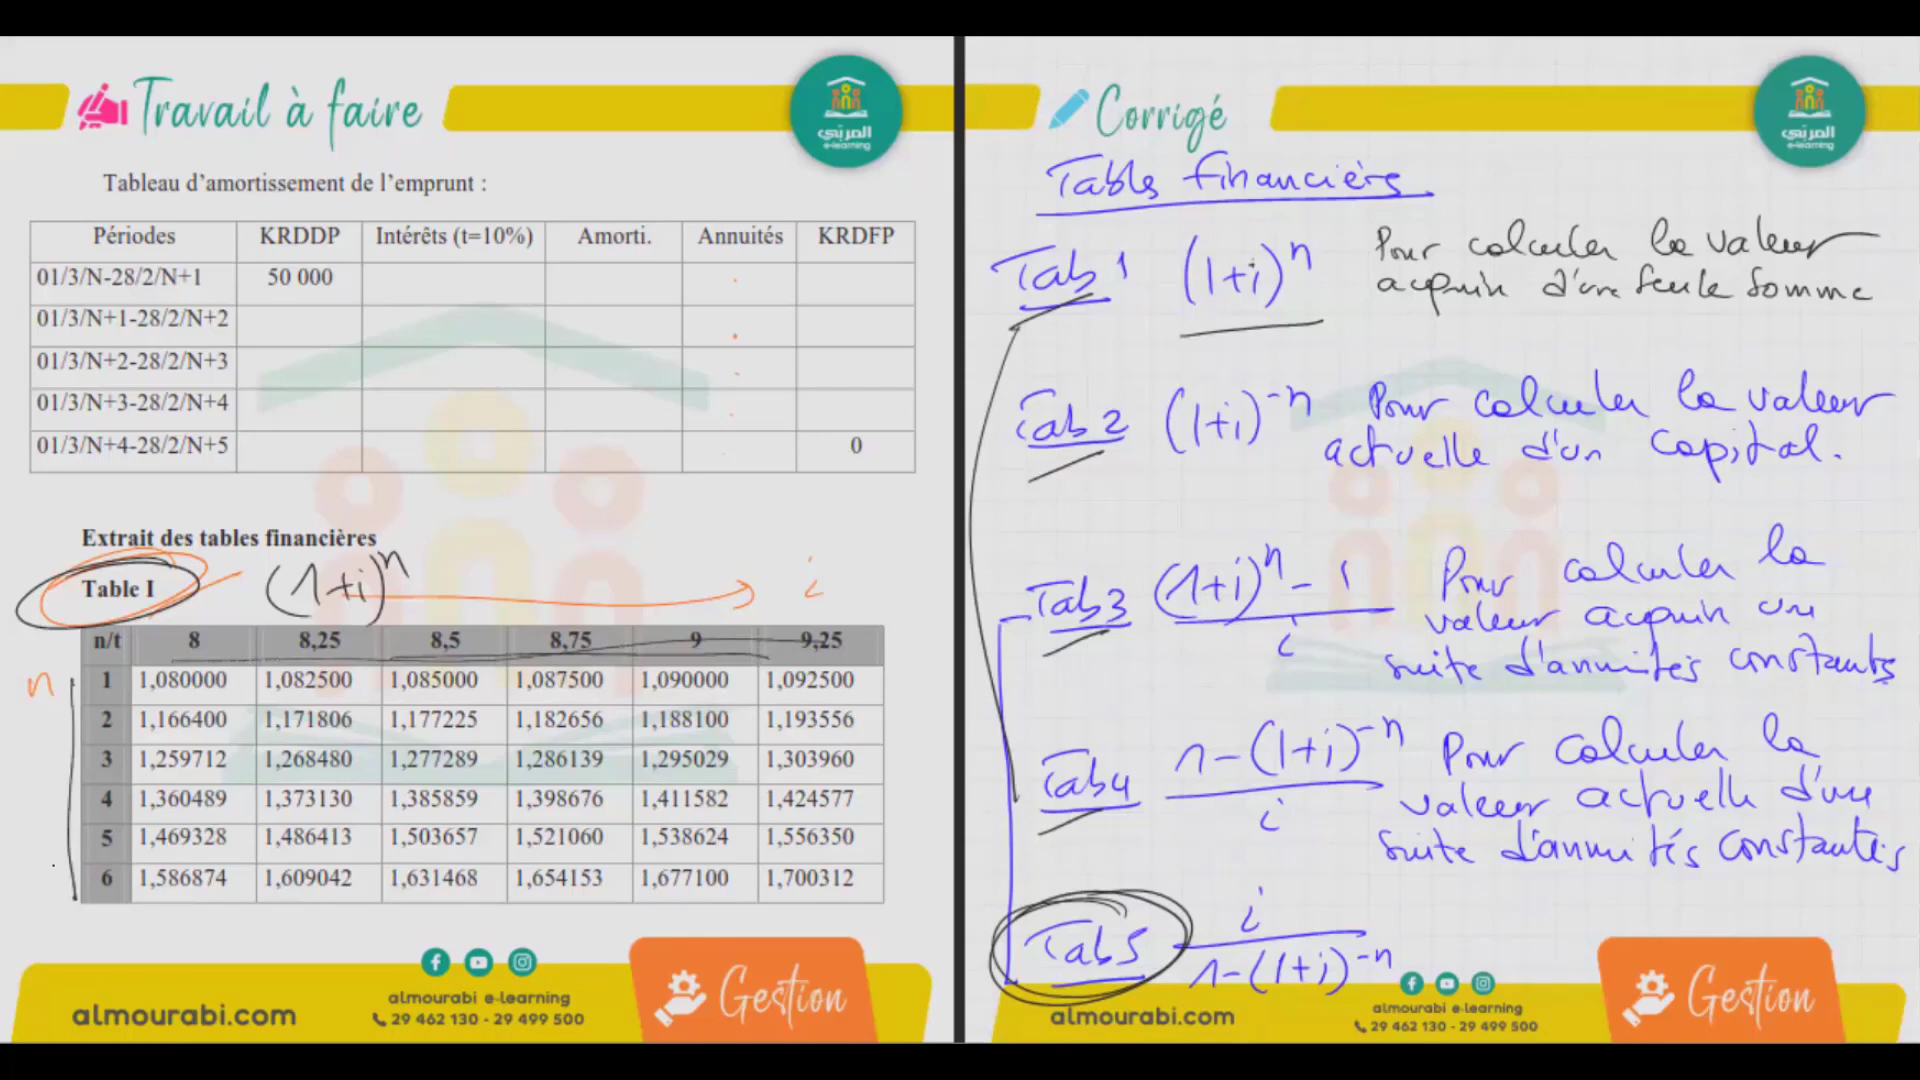 Travail à faire
المربّي
e-learning
Tableau d’amortissement de l’emprunt :
Périodes KRDDP Intérêts (t=10%) Amorti. Annuités KRDFP
01/3/N-28/2/N+1 50 000
01/3/N+1-28/2/N+2
01/3/N+2-28/2/N+3
01/3/N+3-28/2/N+4
01/3/N+4-28/2/N+5 0
Extrait des tables financières
Table I (1+i)^n i
n/t 8 8,25 8,5 8,75 9 9,25
n
1 1,080000 1,082500 1,085000 1,087500 1,090000 1,092500
2 1,166400 1,171806 1,177225 1,182656 1,188100 1,193556
3 1,259712 1,268480 1,277289 1,286139 1,295029 1,303960
4 1,360489 1,373130 1,385859 1,398676 1,411582 1,424577
5 1,469328 1,486413 1,503657 1,521060 1,538624 1,556350
6 1,586874 1,609042 1,631468 1,654153 1,677100 1,700312
almourabi.com
almourabi e-learning
29 462 130 - 29 499 500
Gestion
Corrigé
المربّي
e-learning
Tables financières
Tab 1 (1+i)^n Pour calculer la valeur
acquise d'une seule somme
Tab 2 (1+i)^-n Pour calculer la valeur
actuelle d'un capital.
Tab 3 (1+i)^n - 1 / i Pour calculer la
valeur acquise une
suite d'annuités constantes
Tab 4 1-(1+i)^-n / i Pour calculer la
valeur actuelle d'une
suite d'annuités constantes
Tab 5 i / 1-(1+i)^-n
almourabi.com
almourabi e-learning
29 462 130 - 29 499 500
Gestion